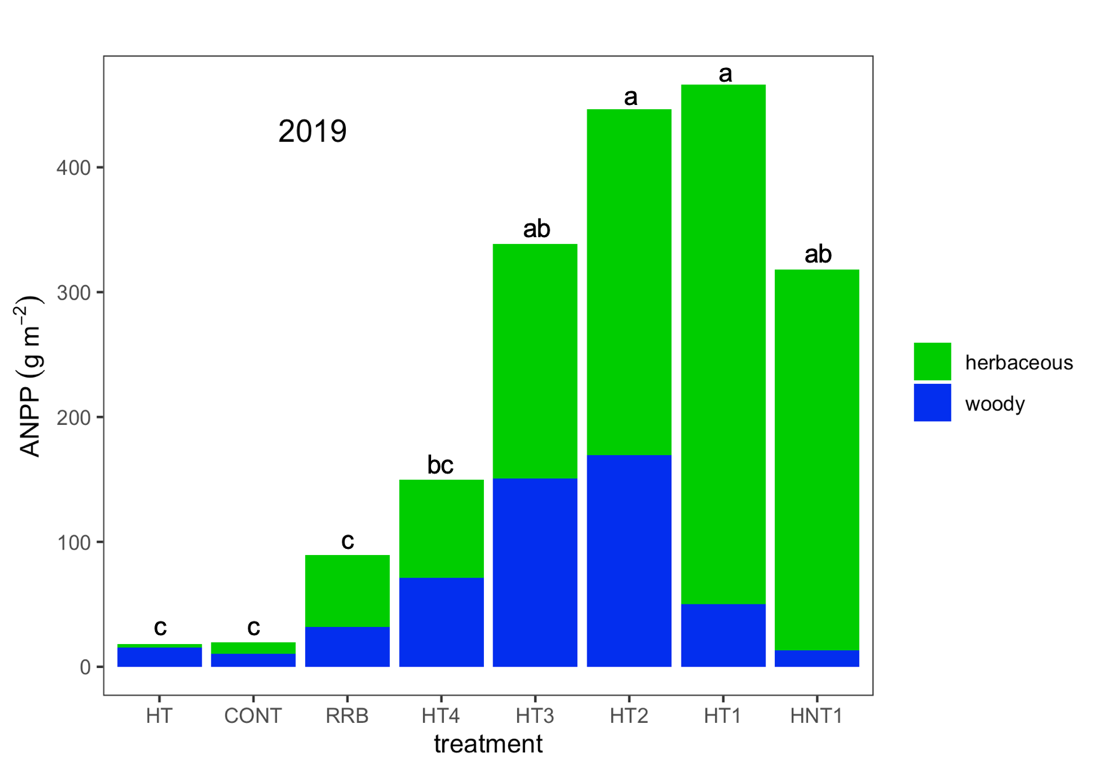 2019
a
a
ab
ab
bc
c
c
c
400
300
200
100
0
ANPP (g m⁻²)
HT CONT RRB HT4 HT3 HT2 HT1 HNT1
treatment
herbaceous
woody